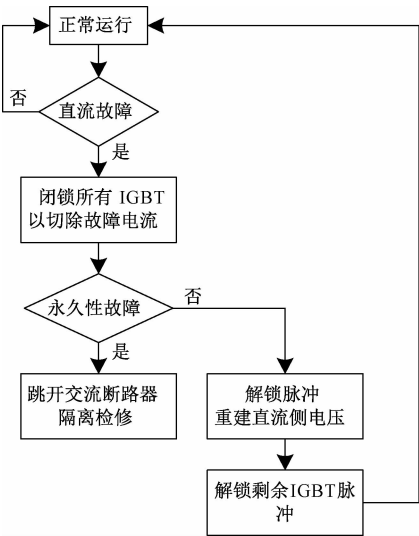 正常运行
否
直流故障
是
闭锁所有 IGBT
以切除故障电流
永久性故障
否
是
跳开交流断路器
隔离检修
解锁脉冲
重建直流侧电压
解锁剩余IGBT脉
冲